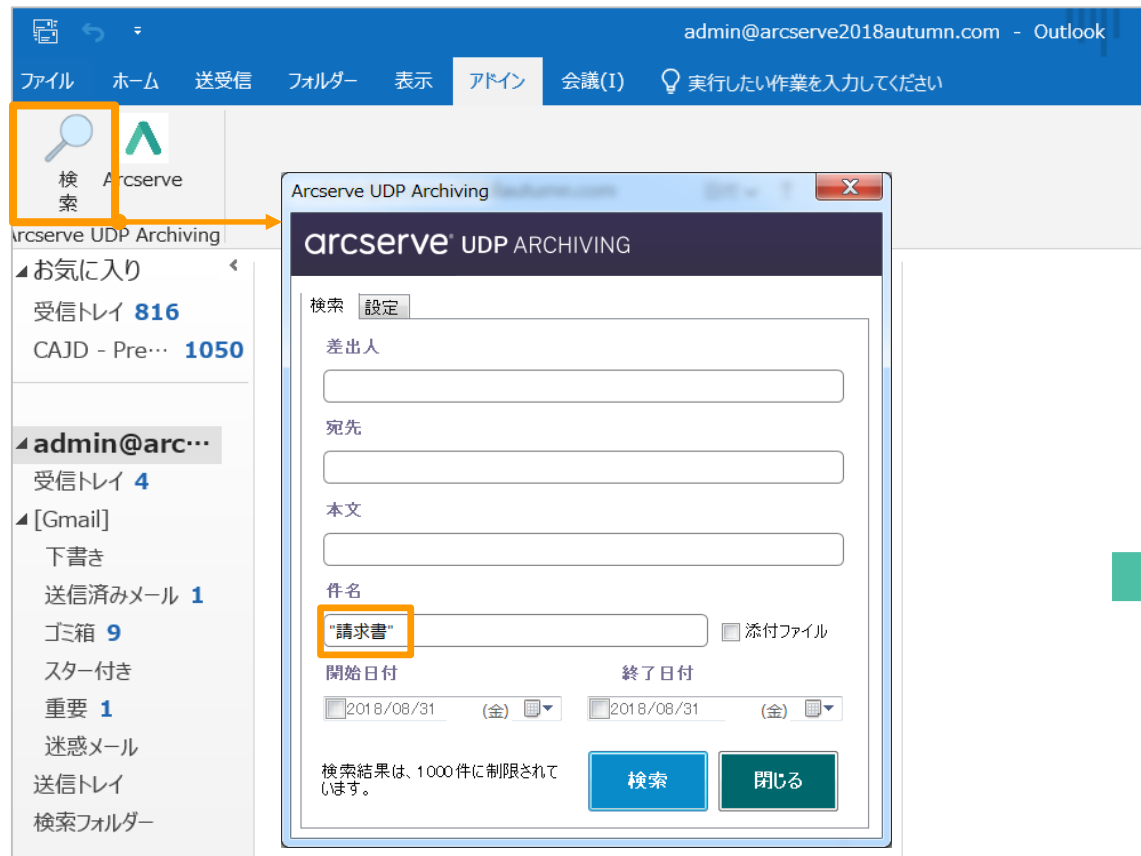 admin@arcserve2018autumn.com - Outlook
ファイル ホーム 送受信 フォルダー 表示 アドイン 会議(I) 実行したい作業を入力してください
検
索
Arcserve
Arcserve UDP Archiving
お気に入り
受信トレイ 816
CAJD - Pre… 1050
admin@arc…
受信トレイ 4
[Gmail]
下書き
送信済みメール 1
ゴミ箱 9
スター付き
重要 1
迷惑メール
送信トレイ
検索フォルダー
Arcserve UDP Archiving
arcserve® UDP ARCHIVING
検索 設定
差出人
宛先
本文
件名
"請求書" 添付ファイル
開始日付 終了日付
2018/08/31 (金) 2018/08/31 (金)
検索結果は、1000件に制限されて
います。
検索 閉じる